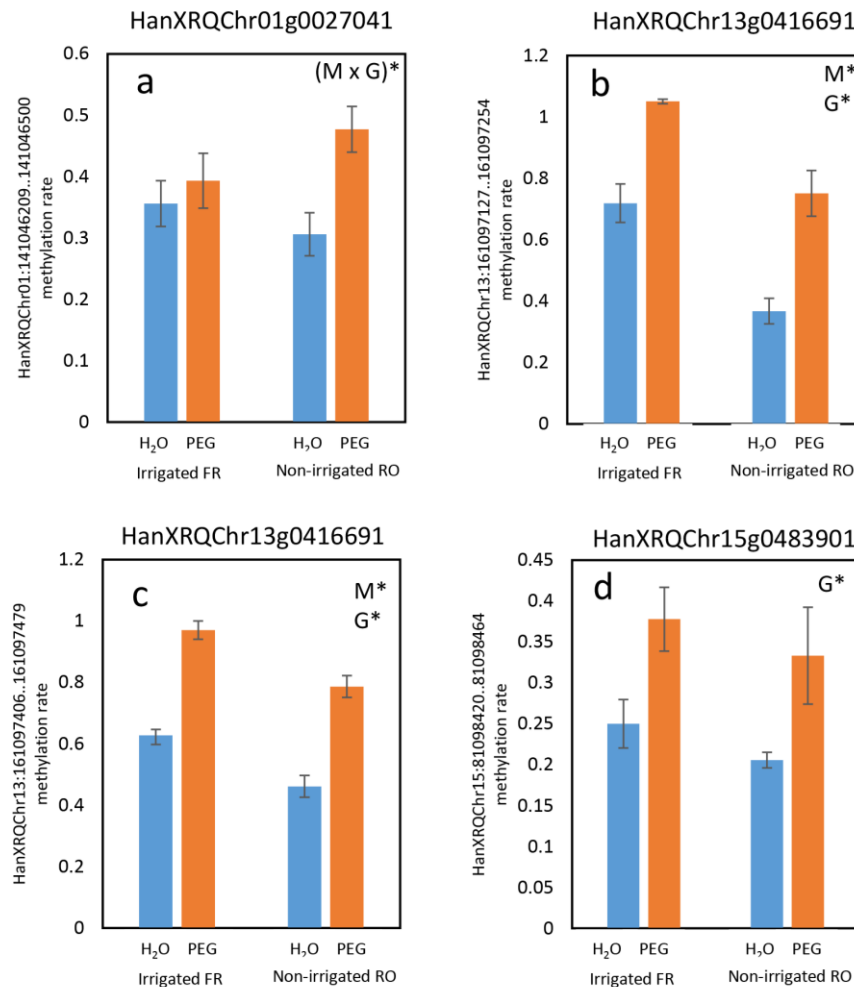 HanXRQChr01g0027041
HanXRQChr01:141046209..141046500
methylation rate
0.6
0.5
0.4
0.3
0.2
0.1
0
a
(M x G)*
H₂O PEG H₂O PEG
Irrigated FR Non-irrigated RO
HanXRQChr13g0416691
HanXRQChr13:161097127..161097254
methylation rate
1.2
1
0.8
0.6
0.4
0.2
0
b
M*
G*
H₂O PEG H₂O PEG
Irrigated FR Non-irrigated RO
HanXRQChr13g0416691
HanXRQChr13:161097406..161097479
methylation rate
1.2
1
0.8
0.6
0.4
0.2
0
c
M*
G*
H₂O PEG H₂O PEG
Irrigated FR Non-irrigated RO
HanXRQChr15g0483901
HanXRQChr15:81098420..81098464
methylation rate
0.45
0.4
0.35
0.3
0.25
0.2
0.15
0.1
0.05
0
d
G*
H₂O PEG H₂O PEG
Irrigated FR Non-irrigated RO